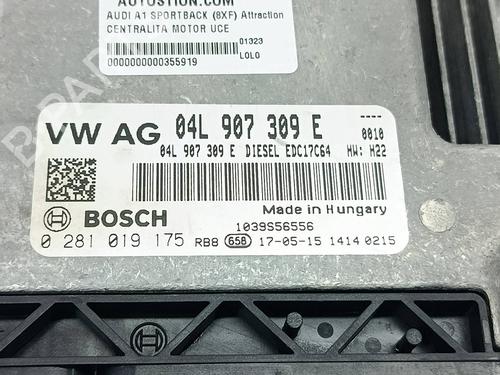 AUTOSTION.COM
AUDI A1 SPORTBACK (8XF) Attraction
CENTRALITA MOTOR UCE
01323
LOLO
0000000000355919
VW AG 04L 907 309 E
----
0010
04L 907 309 E DIESEL EDC17C64 HW: H22
Made in Hungary
BOSCH
1039S56556
0 281 019 175 RB8 658 17-05-15 1414 0215